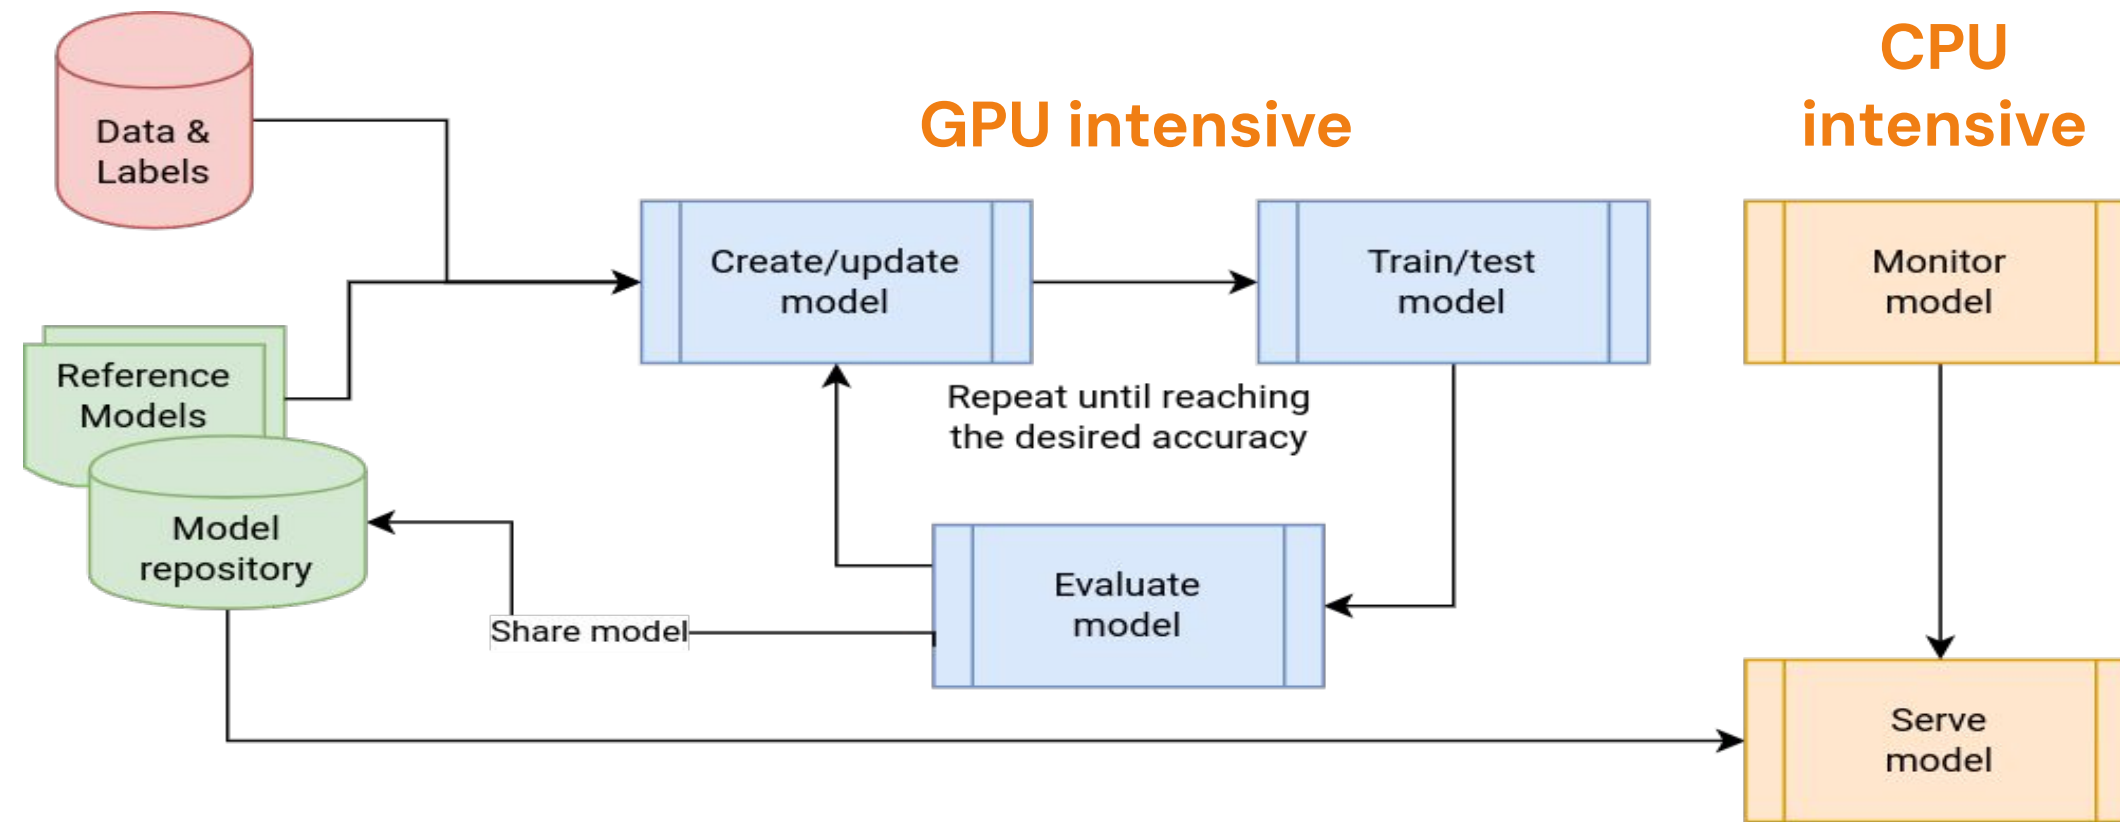 Data &
Labels
GPU intensive
CPU
intensive
Create/update
model
Train/test
model
Monitor
model
Reference
Models
Repeat until reaching
the desired accuracy
Model
repository
Evaluate
model
Share model
Serve
model